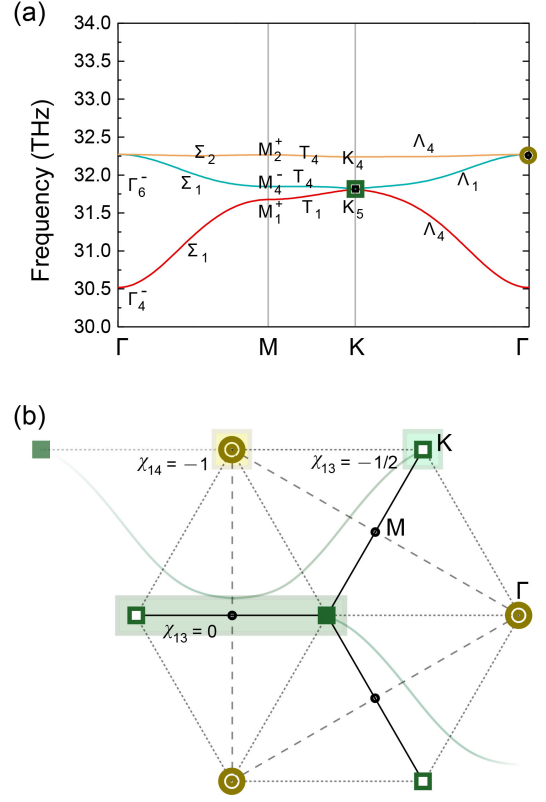 (a)
Frequency (THz)
34.0
33.5
33.0
32.5
32.0
31.5
31.0
30.5
30.0
Σ₂ M₂⁺ T₄ K₄ Λ₄
Γ₆⁻ Σ₁ M₄⁻ T₄ Λ₁
M₁⁺ T₁ K₅
Σ₁ Λ₄
Γ₄⁻
Γ M K Γ
(b)
χ₁₄ = −1 χ₁₃ = −1/2 K
M
Γ
χ₁₃ = 0